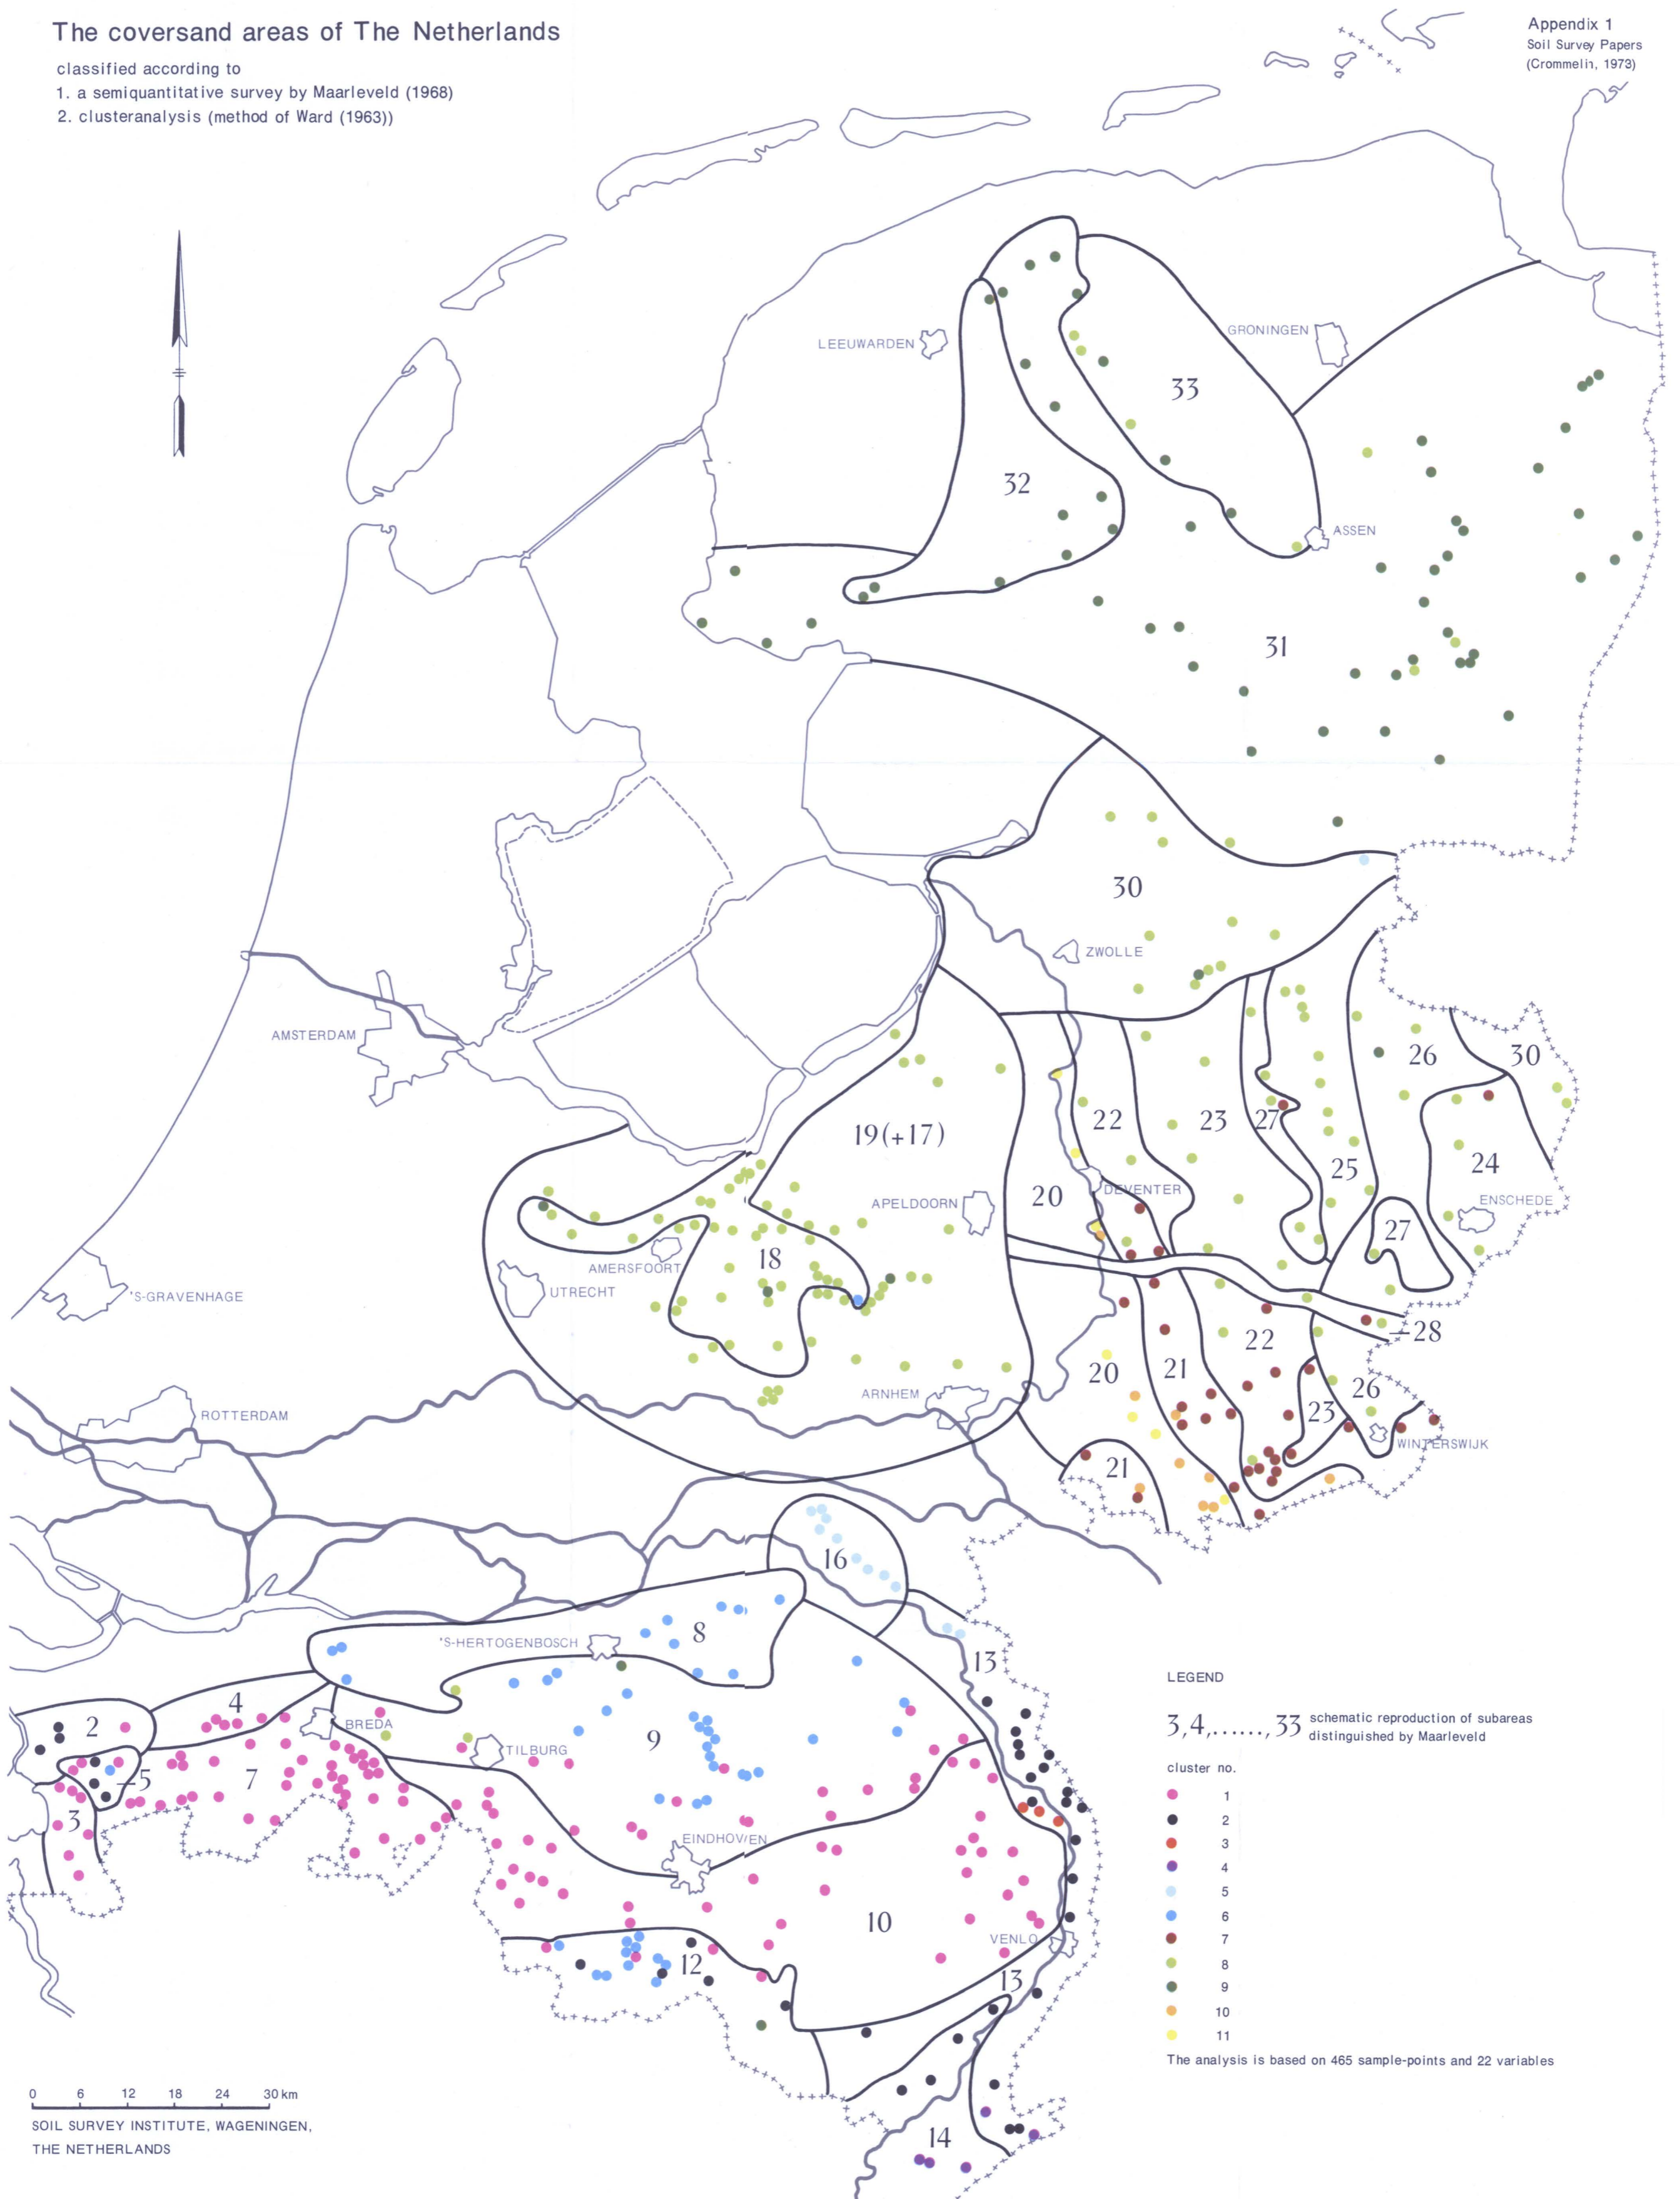 The coversand areas of The Netherlands
classified according to
1. a semiquantitative survey by Maarleveld (1968)
2. clusteranalysis (method of Ward (1963))
Appendix 1
Soil Survey Papers
(Crommelin, 1973)
LEEUWARDEN
GRONINGEN
33
32
ASSEN
31
30
ZWOLLE
AMSTERDAM
26
30
19(+17)
22
23
27
25
24
20
DEVENTER
APELDOORN
ENSCHEDE
27
18
AMERSFOORT
UTRECHT
'S-GRAVENHAGE
28
22
20
21
26
ARNHEM
23
ROTTERDAM
WINTERSWIJK
21
16
8
'S-HERTOGENBOSCH
13
4
2
BREDA
9
TILBURG
5
7
3
EINDHOVEN
10
VENLO
12
13
14
LEGEND
3,4,......,33 schematic reproduction of subareas
distinguished by Maarleveld
cluster no.
1
2
3
4
5
6
7
8
9
10
11
The analysis is based on 465 sample-points and 22 variables
0 6 12 18 24 30 km
SOIL SURVEY INSTITUTE, WAGENINGEN,
THE NETHERLANDS